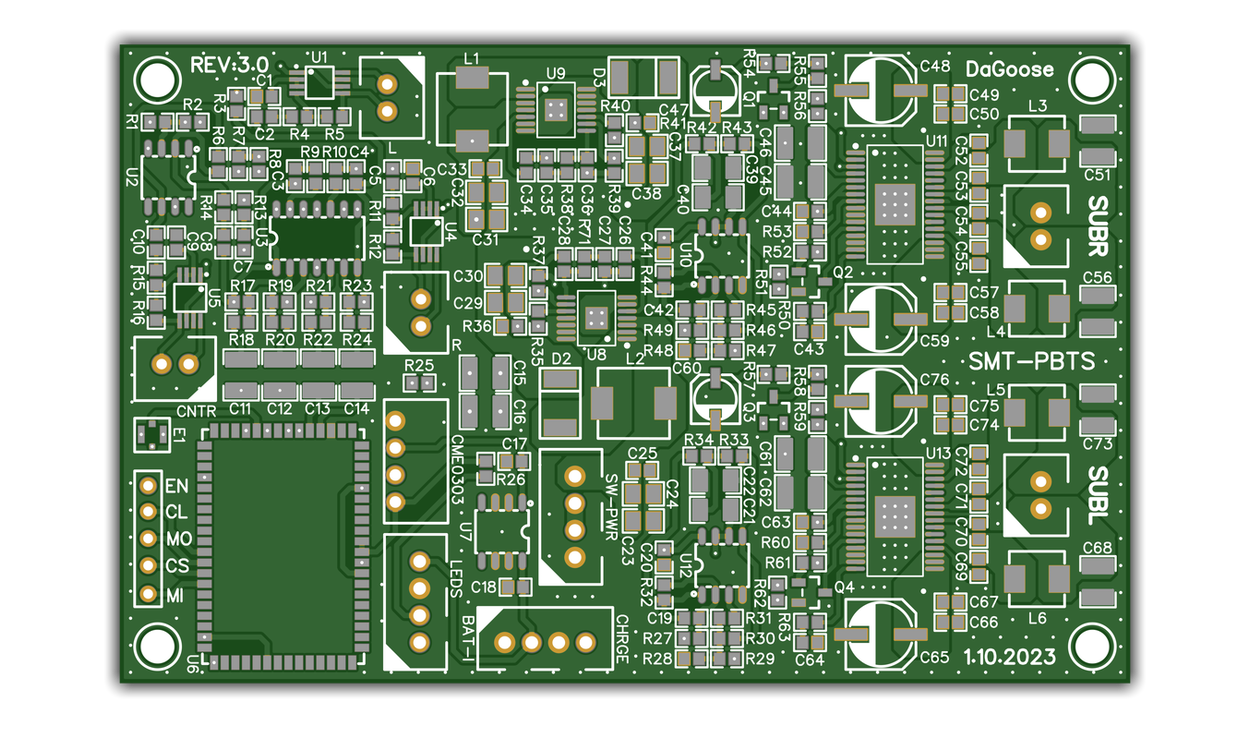 REV:3.0
U1
L1
U9
D3
R54
R55
C48
DaGoose
C1
R3
R1
R2
C2
R4
R5
L
R40
C47
R41
R42
R43
C37
Q1
R56
C49
C50
L3
C51
U2
R6
R7
R8
C3
R9
R10
C4
C5
C6
C33
C32
C31
C34
C35
R38
C36
R39
C38
C40
C39
C46
C45
U11
C52
C53
C54
C55
SUBR
R14
R13
U3
R11
R12
U4
C10
C9
C8
C7
R37
C28
R71
C27
C26
C41
R44
U10
C44
R53
R52
R51
Q2
C56
R15
R16
U5
R17
R19
R21
R23
R18
R20
R22
R24
C30
C29
R36
R35
U8
L2
C42
R49
R48
R45
R46
R47
R50
C43
C57
C58
C59
L4
R
R25
D2
C60
R57
R58
C76
SMT-PBTS
CNTR
C11
C12
C13
C14
C15
C16
Q3
R59
C75
C74
L5
C73
E1
CME0303
C17
R26
SW-PWR
R34
R33
C25
C24
C23
C22
C21
C61
C62
U13
C72
C71
C70
C69
SUBL
EN
CL
MO
CS
MI
U7
C18
C20
R32
U12
C63
R60
R61
R62
Q4
C68
LEDS
BAT-I
CHRGE
C19
R27
R28
R31
R30
R29
R63
C64
C65
C67
C66
L6
U6
1.10.2023